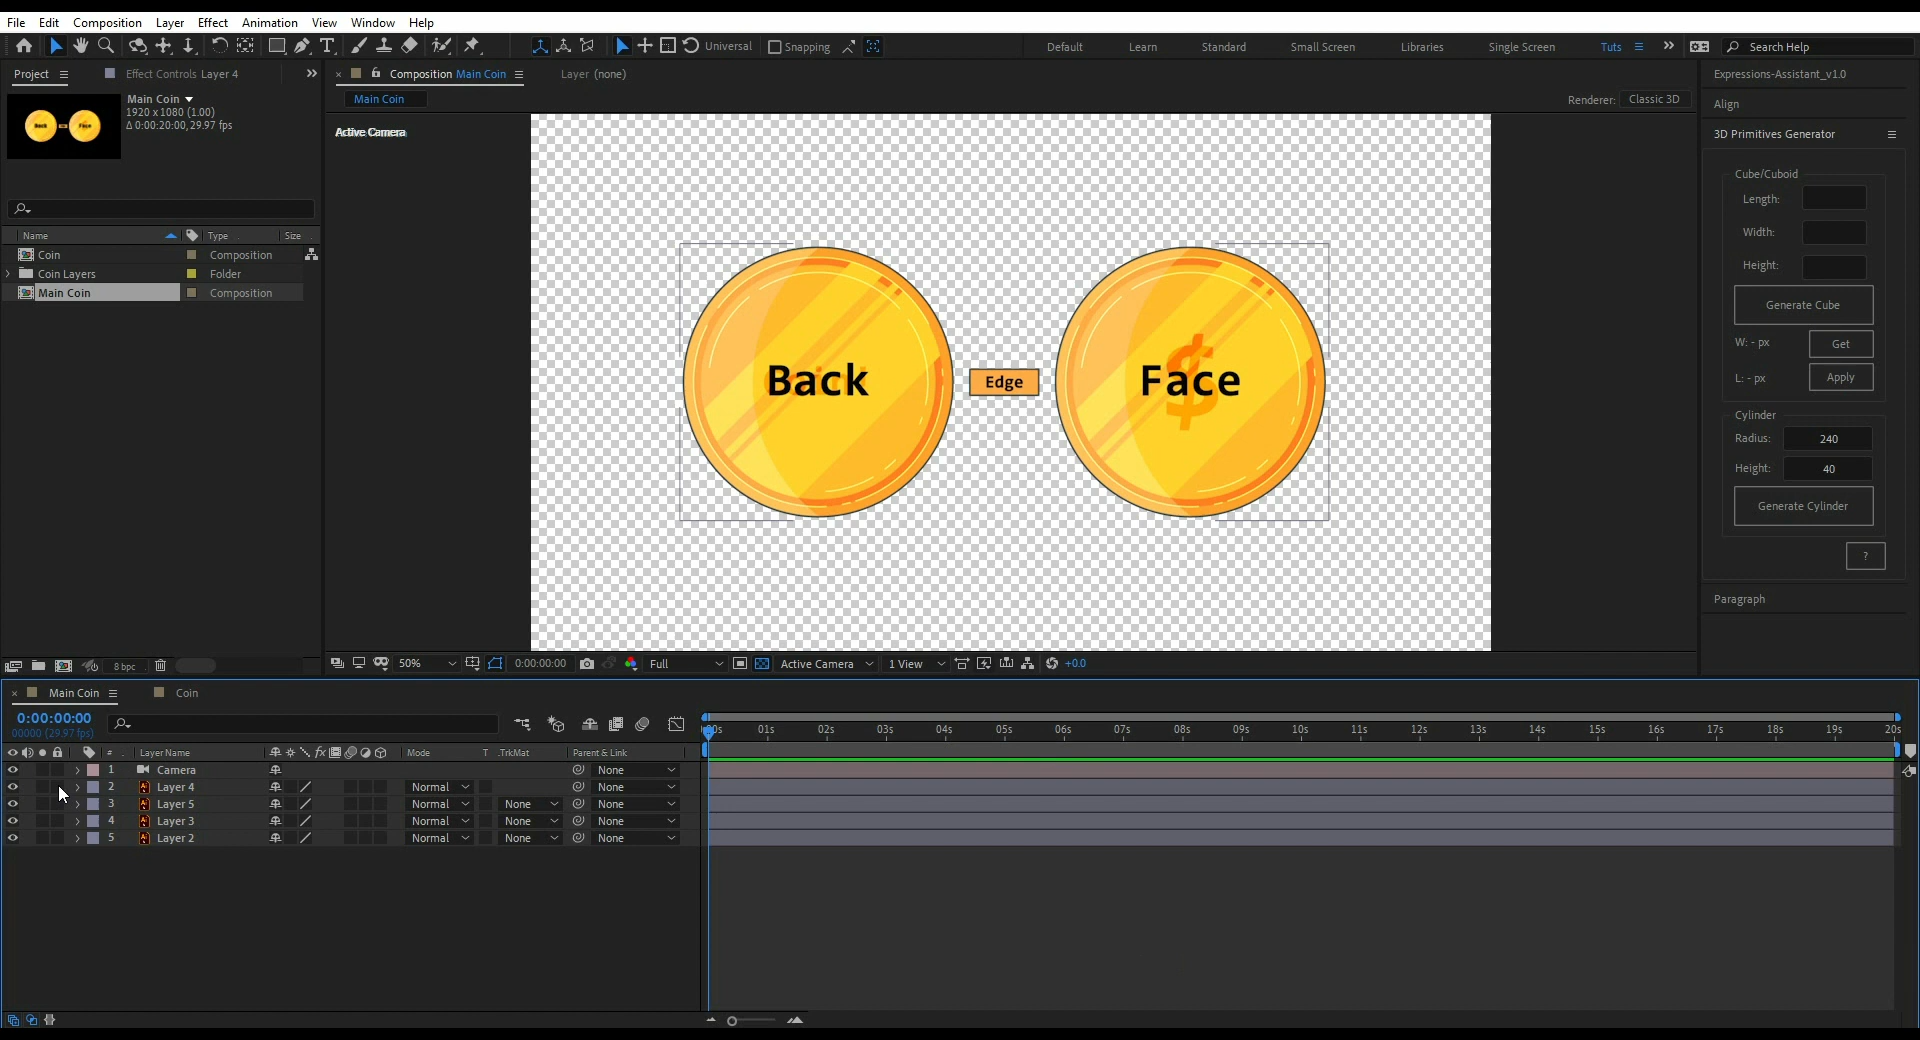 File Edit Composition Layer Effect Animation View Window Help
Universal Snapping Default Learn Standard Small Screen Libraries Single Screen Tuts Search Help
Project Effect Controls Layer 4 Composition Main Coin Layer (none) Expressions-Assistant_v1.0
Main Coin
1920 x 1080 (1.00)
Δ 0:00:20:00, 29.97 fps
Main Coin
Renderer: Classic 3D
Active Camera
Align
3D Primitives Generator
Cube/Cuboid
Length:
Width:
Height:
Generate Cube
W: - px Get
L: - px Apply
Cylinder
Radius: 240
Height: 40
Generate Cylinder
?
Paragraph
Name Type Size
Coin Composition
Coin Layers Folder
Main Coin Composition
Back
Edge
$
Face
8 bpc
50% 0:00:00:00 Full Active Camera 1 View +0.0
Main Coin Coin
0:00:00:00
00000 (29.97 fps)
# Layer Name fx Mode T .TrkMat Parent & Link
01s 02s 03s 04s 05s 06s 07s 08s 09s 10s 11s 12s 13s 14s 15s 16s 17s 18s 19s 20s
1 Camera None
2 Ai Layer 4 Normal None
3 Ai Layer 5 Normal None None
4 Ai Layer 3 Normal None None
5 Ai Layer 2 Normal None None